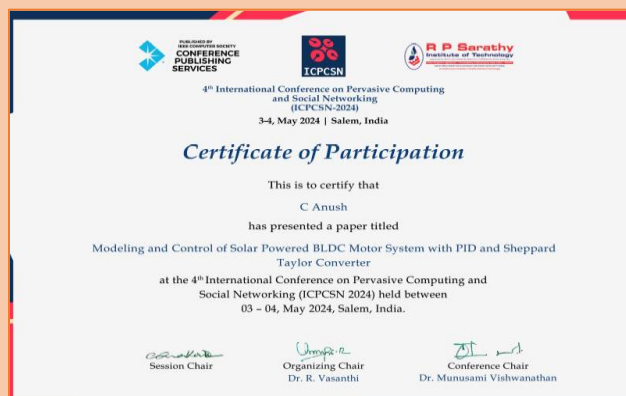 PUBLISHED BY
IEEE COMPUTER SOCIETY
CONFERENCE
PUBLISHING
SERVICES
ICPCSN
R P Sarathy
Institute of Technology
4th International Conference on Pervasive Computing
and Social Networking
(ICPCSN-2024)
3-4, May 2024 | Salem, India
Certificate of Participation
This is to certify that
C Anush
has presented a paper titled
Modeling and Control of Solar Powered BLDC Motor System with PID and Sheppard
Taylor Converter
at the 4th International Conference on Pervasive Computing and
Social Networking (ICPCSN 2024) held between
03 – 04, May 2024, Salem, India.
Session Chair
Organizing Chair
Dr. R. Vasanthi
Conference Chair
Dr. Munusami Vishwanathan